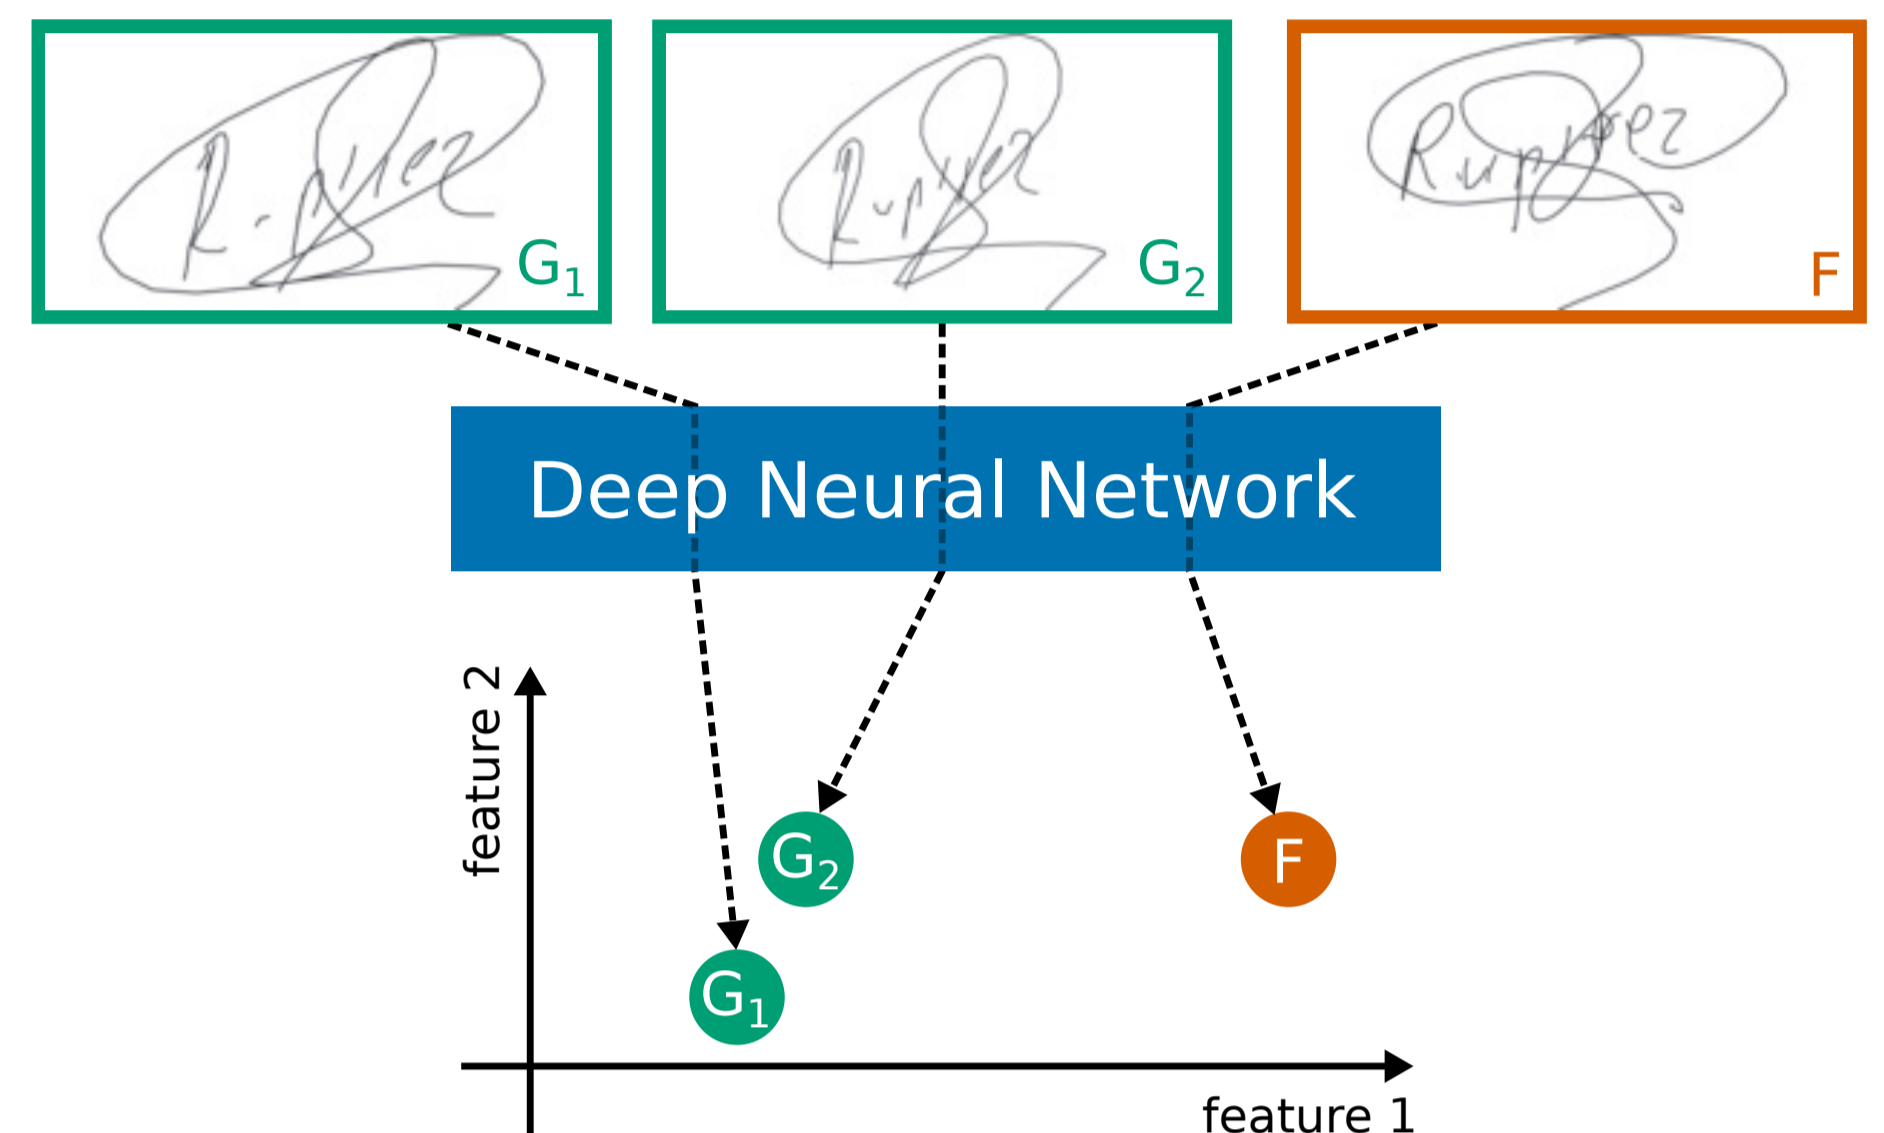 G₁
G₂
F
Deep Neural Network
feature 2
G₂
F
G₁
feature 1